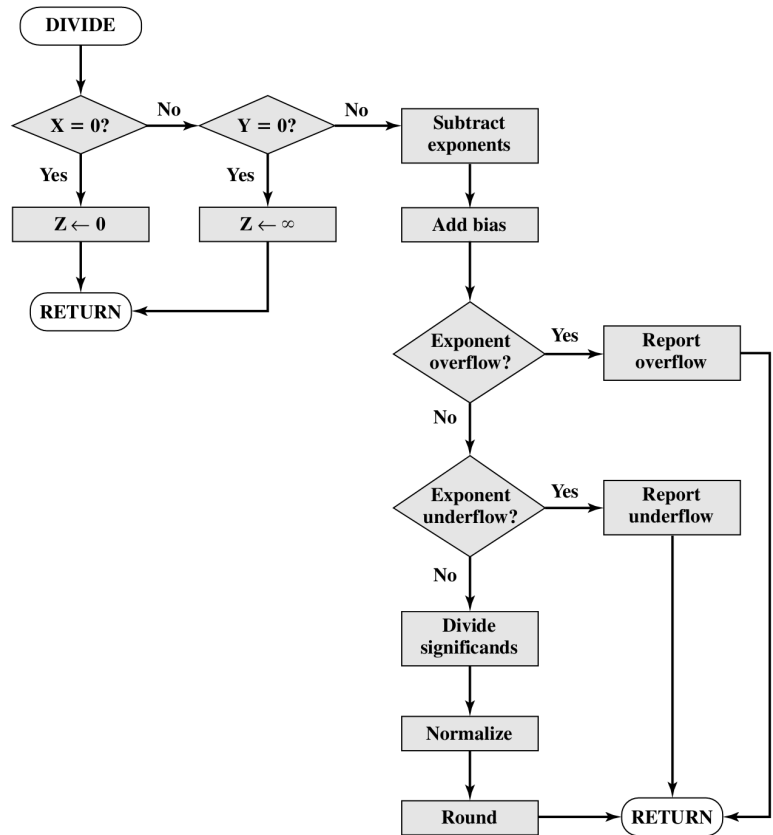 DIVIDE
X = 0?
No
Y = 0?
No
Subtract
exponents
Yes
Yes
Z ← 0
Z ← ∞
Add bias
RETURN
Exponent
overflow?
Yes
Report
overflow
No
Exponent
underflow?
Yes
Report
underflow
No
Divide
significands
Normalize
Round
RETURN